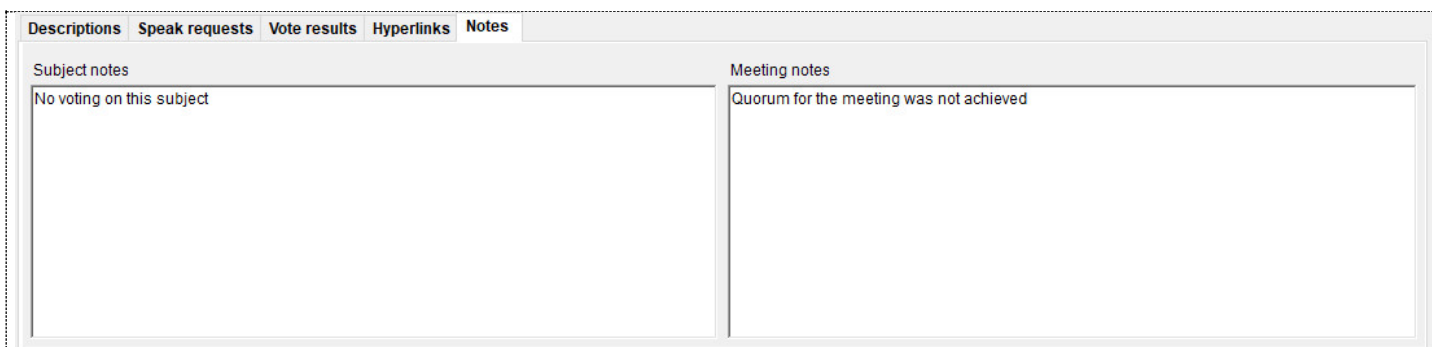 Descriptions Speak requests Vote results Hyperlinks Notes
Subject notes
No voting on this subject
Meeting notes
Quorum for the meeting was not achieved